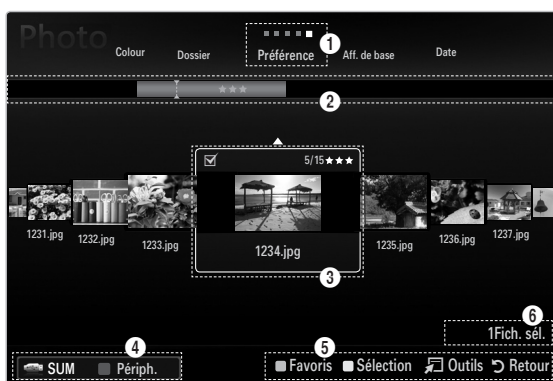 Photo
Colour Dossier Préférence Aff. de base Date
1
2
★★★
5/15★★★
1231.jpg 1232.jpg 1233.jpg 1234.jpg 1235.jpg 1236.jpg 1237.jpg
3
6
1Fich. sél.
4 5
SUM Périph. Favoris Sélection Outils Retour